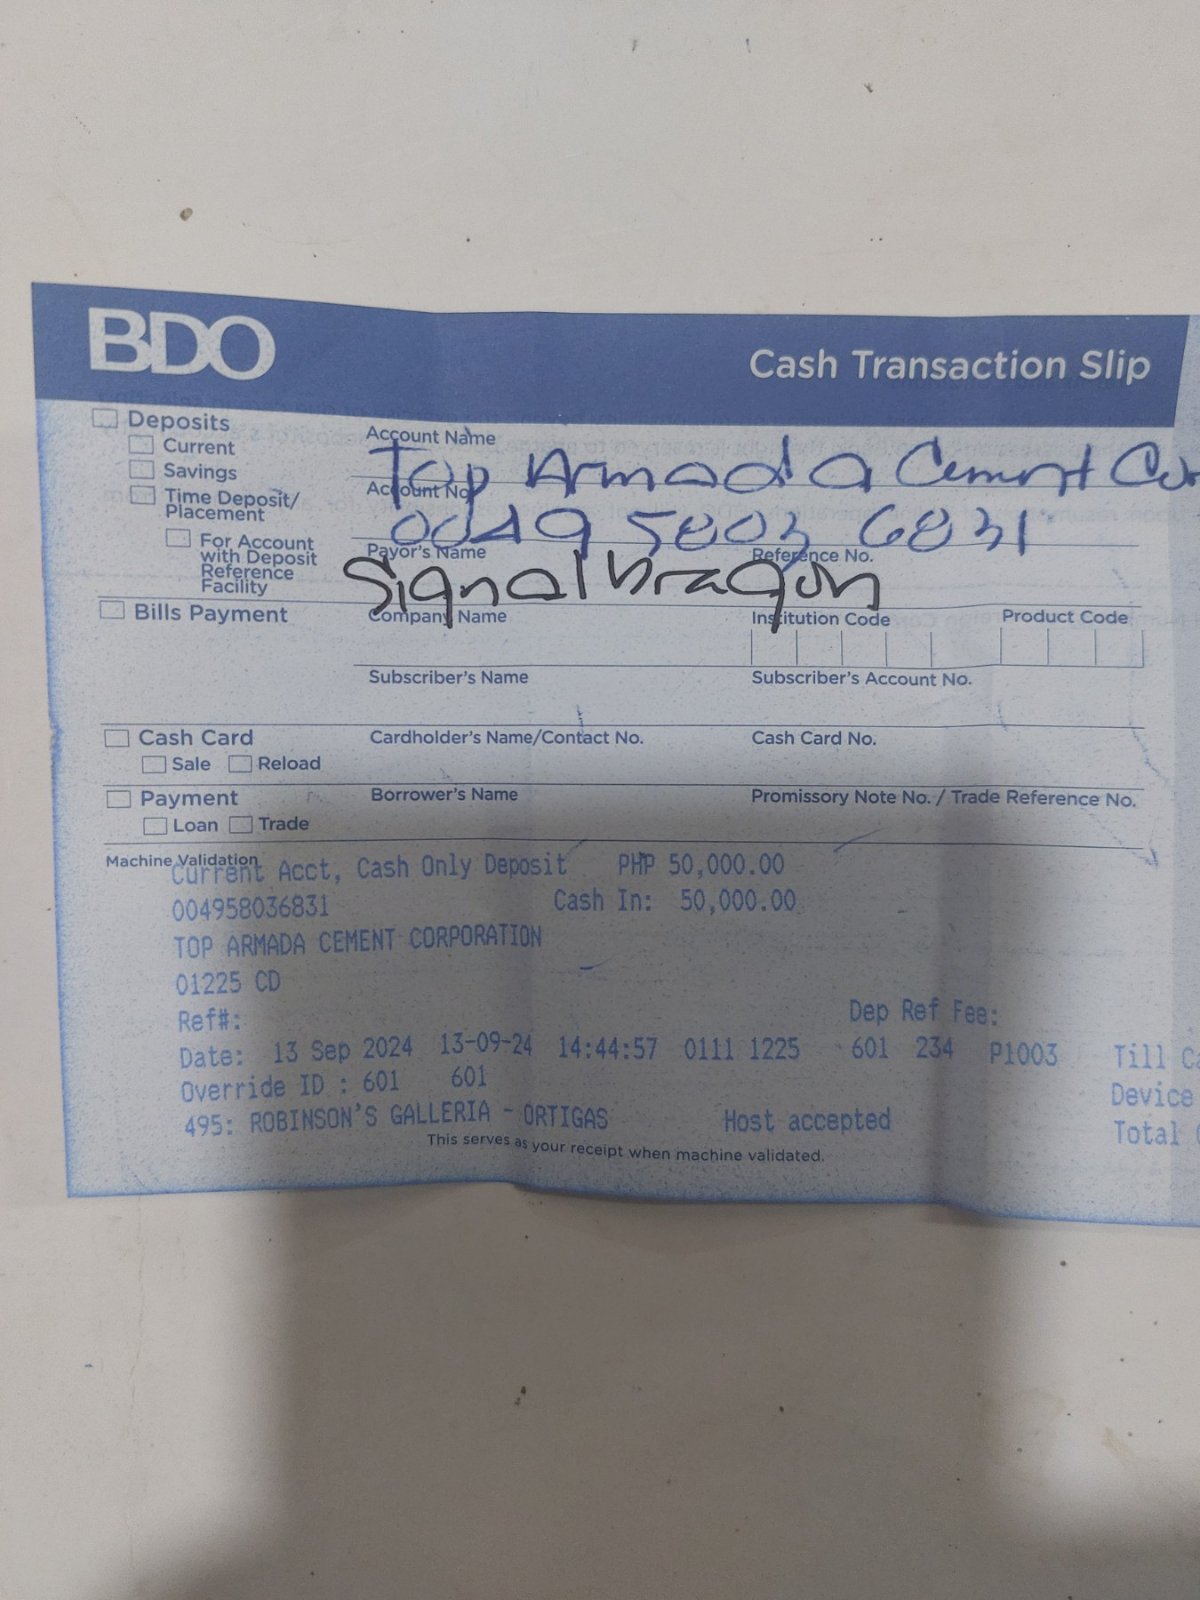 BDO
Cash Transaction Slip
Deposits
Current
Savings
Time Deposit/
Placement
For Account
with Deposit
Reference
Facility
Account Name
Top Armada Cement Cor
Account No.
0049 5803 6831
Payor's Name
Reference No.
Signal Dragon
Bills Payment
Company Name
Institution Code
Product Code
Subscriber's Name
Subscriber's Account No.
Cash Card
Cardholder's Name/Contact No.
Cash Card No.
Sale Reload
Payment
Borrower's Name
Promissory Note No. / Trade Reference No.
Loan Trade
Machine Validation
Current Acct, Cash Only Deposit PHP 50,000.00
004958036831 Cash In: 50,000.00
TOP ARMADA CEMENT CORPORATION
01225 CD
Ref#: Dep Ref Fee:
Date: 13 Sep 2024 13-09-24 14:44:57 0111 1225 601 234 P1003 Till
Override ID : 601 601 Device
495: ROBINSON'S GALLERIA - ORTIGAS Host accepted Total
This serves as your receipt when machine validated.